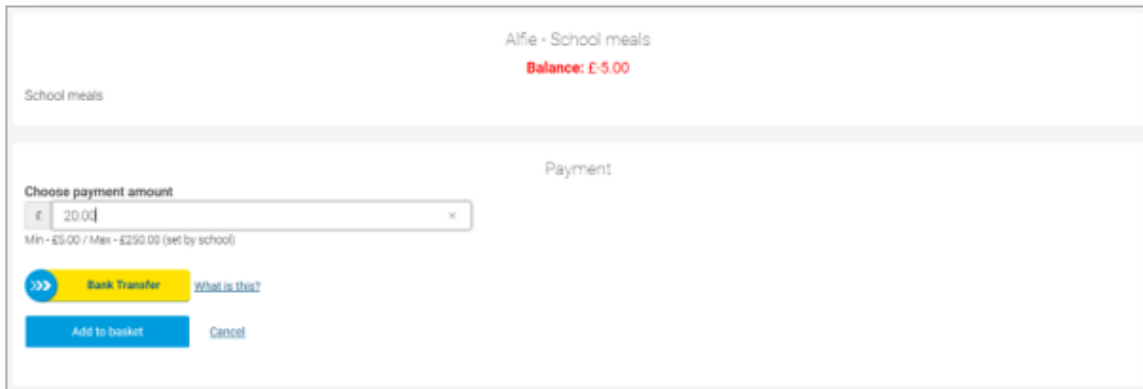 Alfie - School meals
Balance: £-5.00
School meals
Payment
Choose payment amount
£ 20.00 ×
Min - £5.00 / Max - £250.00 (set by school)
Bank Transfer What is this?
Add to basket Cancel